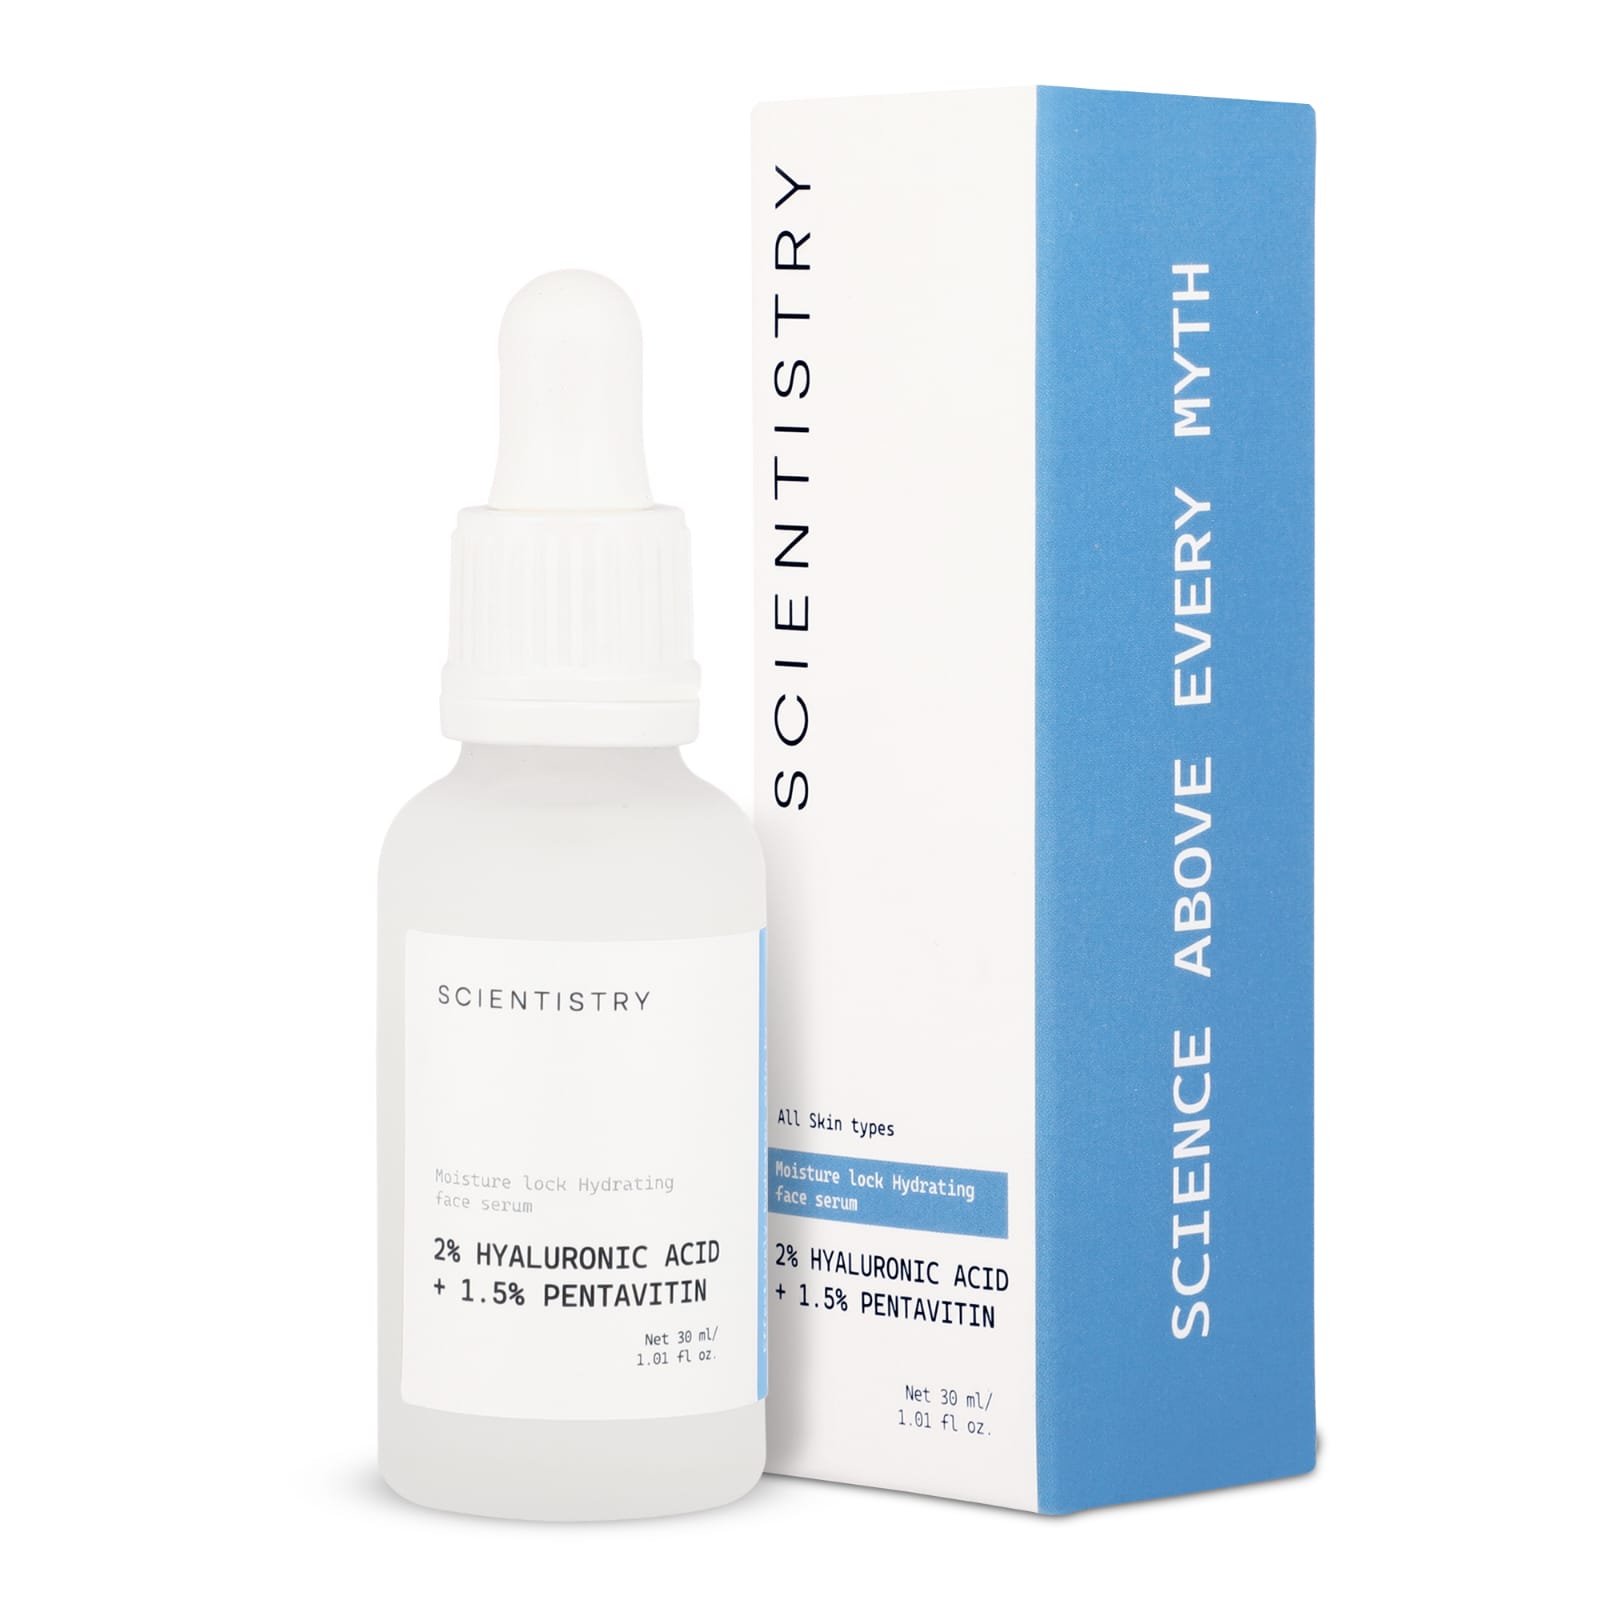 SCIENTISTRY
Moisture lock Hydrating
face serum
2% HYALURONIC ACID
+ 1.5% PENTAVITIN
Net 30 ml/
1.01 fl oz.
SCIENTISTRY
All Skin types
Moisture lock Hydrating
face serum
2% HYALURONIC ACID
+ 1.5% PENTAVITIN
Net 30 ml/
1.01 fl oz.
SCIENCE ABOVE EVERY MYTH